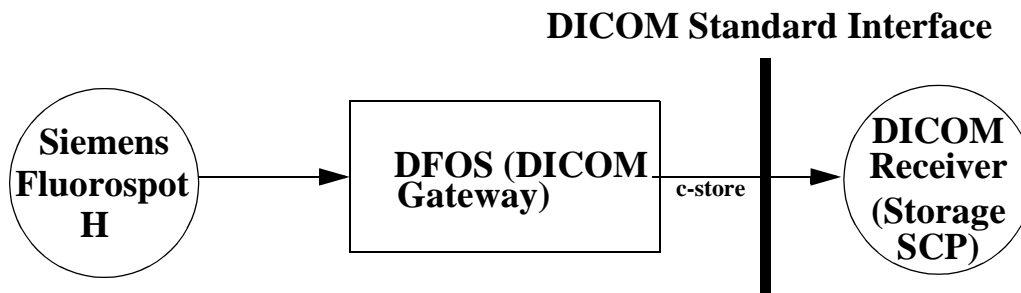 DICOM Standard Interface
Siemens
Fluorospot
H
DFOS (DICOM
Gateway)
c-store
DICOM
Receiver
(Storage
SCP)